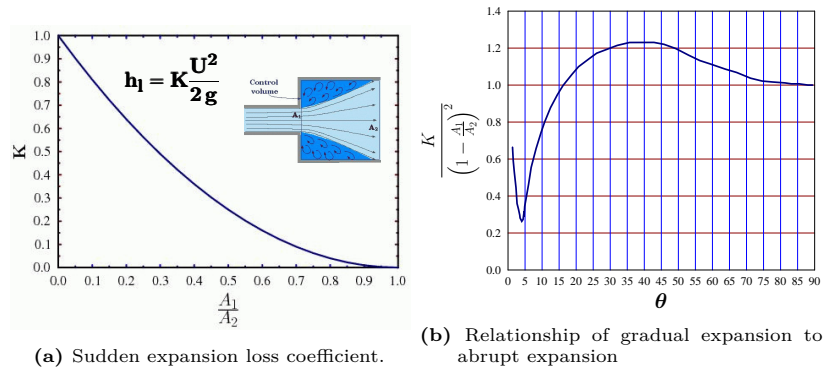 1.0
0.9
0.8
0.7
0.6
0.5
0.4
0.3
0.2
0.1
0.0
K
h_l = K U²/2g
Control
volume
A₁
A₂
0.0 0.1 0.2 0.3 0.4 0.5 0.6 0.7 0.8 0.9 1.0
A₁/A₂
(a) Sudden expansion loss coefficient.
1.4
1.2
1.0
0.8
0.6
0.4
0.2
0.0
K/(1 − A₁/A₂)²
0 5 10 15 20 25 30 35 40 45 50 55 60 65 70 75 80 85 90
θ
(b) Relationship of gradual expansion to
abrupt expansion